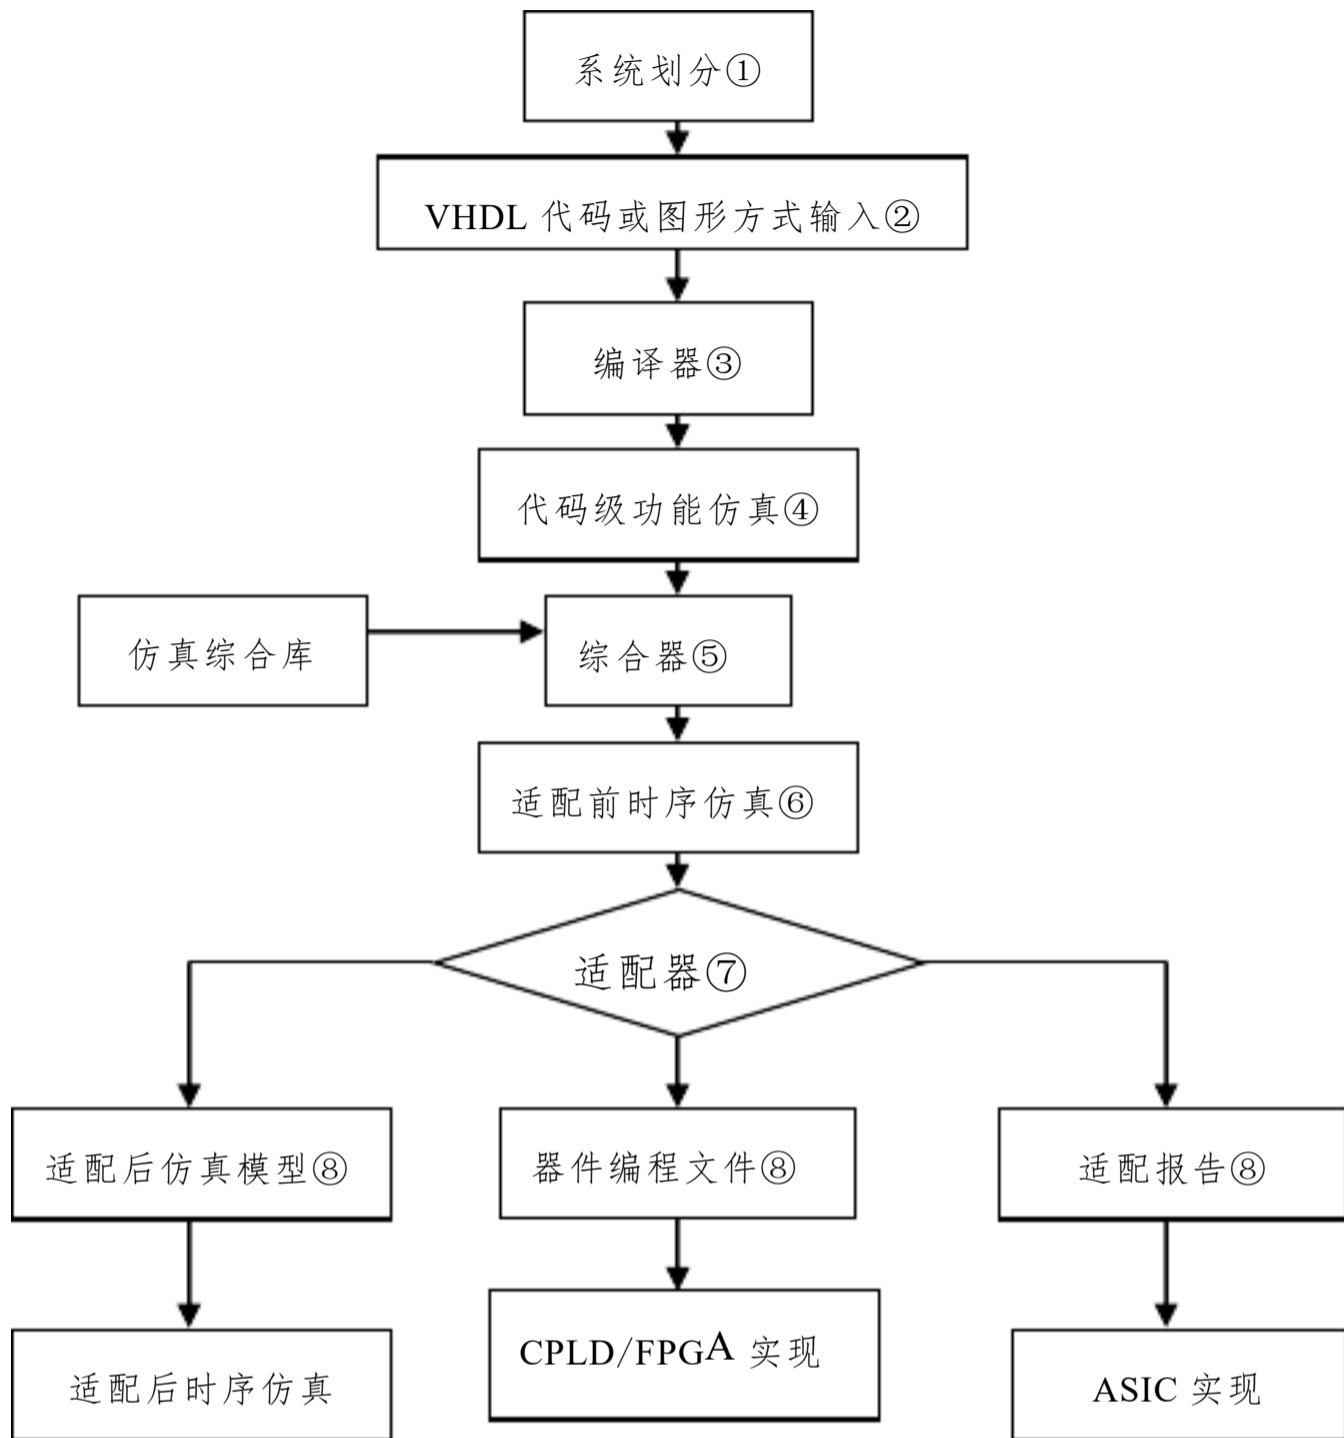 系统划分①
VHDL 代码或图形方式输入②
编译器③
代码级功能仿真④
仿真综合库
综合器⑤
适配前时序仿真⑥
适配器⑦
适配后仿真模型⑧
器件编程文件⑧
适配报告⑧
适配后时序仿真
CPLD/FPGA 实现
ASIC 实现